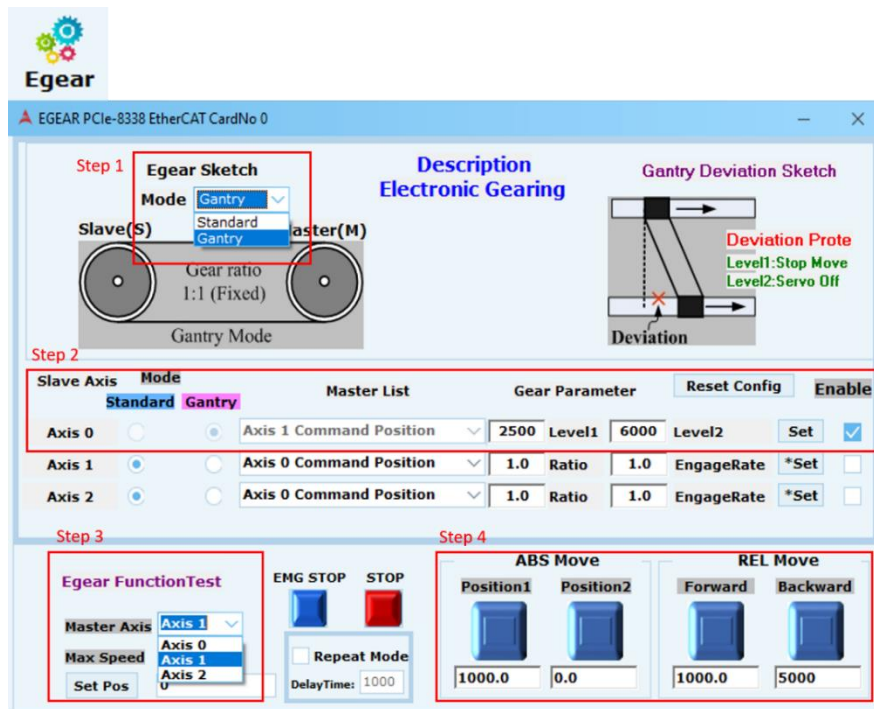 Egear
EGEAR PCIe-8338 EtherCAT CardNo 0
Step 1
Egear Sketch
Mode Gantry
Standard
Gantry
Slave(S)
aster(M)
Gear ratio
1:1 (Fixed)
Gantry Mode
Description
Electronic Gearing
Gantry Deviation Sketch
Deviation Prote
Level1:Stop Move
Level2:Servo Off
Deviation
Step 2
Slave Axis Mode Master List Gear Parameter Reset Config Enable
Standard Gantry
Axis 0 Axis 1 Command Position 2500 Level1 6000 Level2 Set
Axis 1 Axis 0 Command Position 1.0 Ratio 1.0 EngageRate *Set
Axis 2 Axis 0 Command Position 1.0 Ratio 1.0 EngageRate *Set
Step 3
Egear FunctionTest
Master Axis Axis 1
Axis 0
Max Speed Axis 1
Axis 2
Set Pos 0
EMG STOP STOP
Repeat Mode
DelayTime: 1000
Step 4
ABS Move
Position1 Position2
1000.0 0.0
REL Move
Forward Backward
1000.0 5000